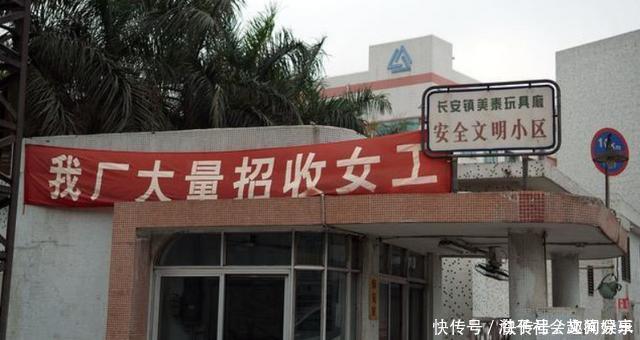 长安镇美泰玩具厰
安全文明小区
我厂大量招收女工
快传号／